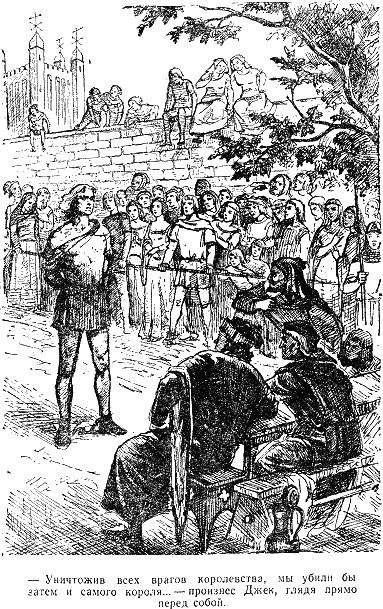 — Уничтожив всех врагов королевства, мы убили бы
затем и самого короля... — произнес Джек, глядя прямо
перед собой.